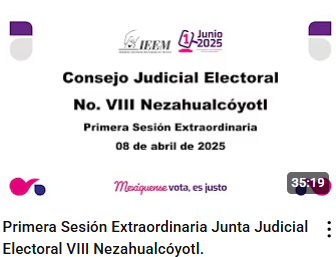 IEEM
1 Junio
2025
Consejo Judicial Electoral
No. VIII Nezahualcóyotl
Primera Sesión Extraordinaria
08 de abril de 2025
Mexiquense vota, es justo
35:19
Primera Sesión Extraordinaria Junta Judicial
Electoral VIII Nezahualcóyotl.